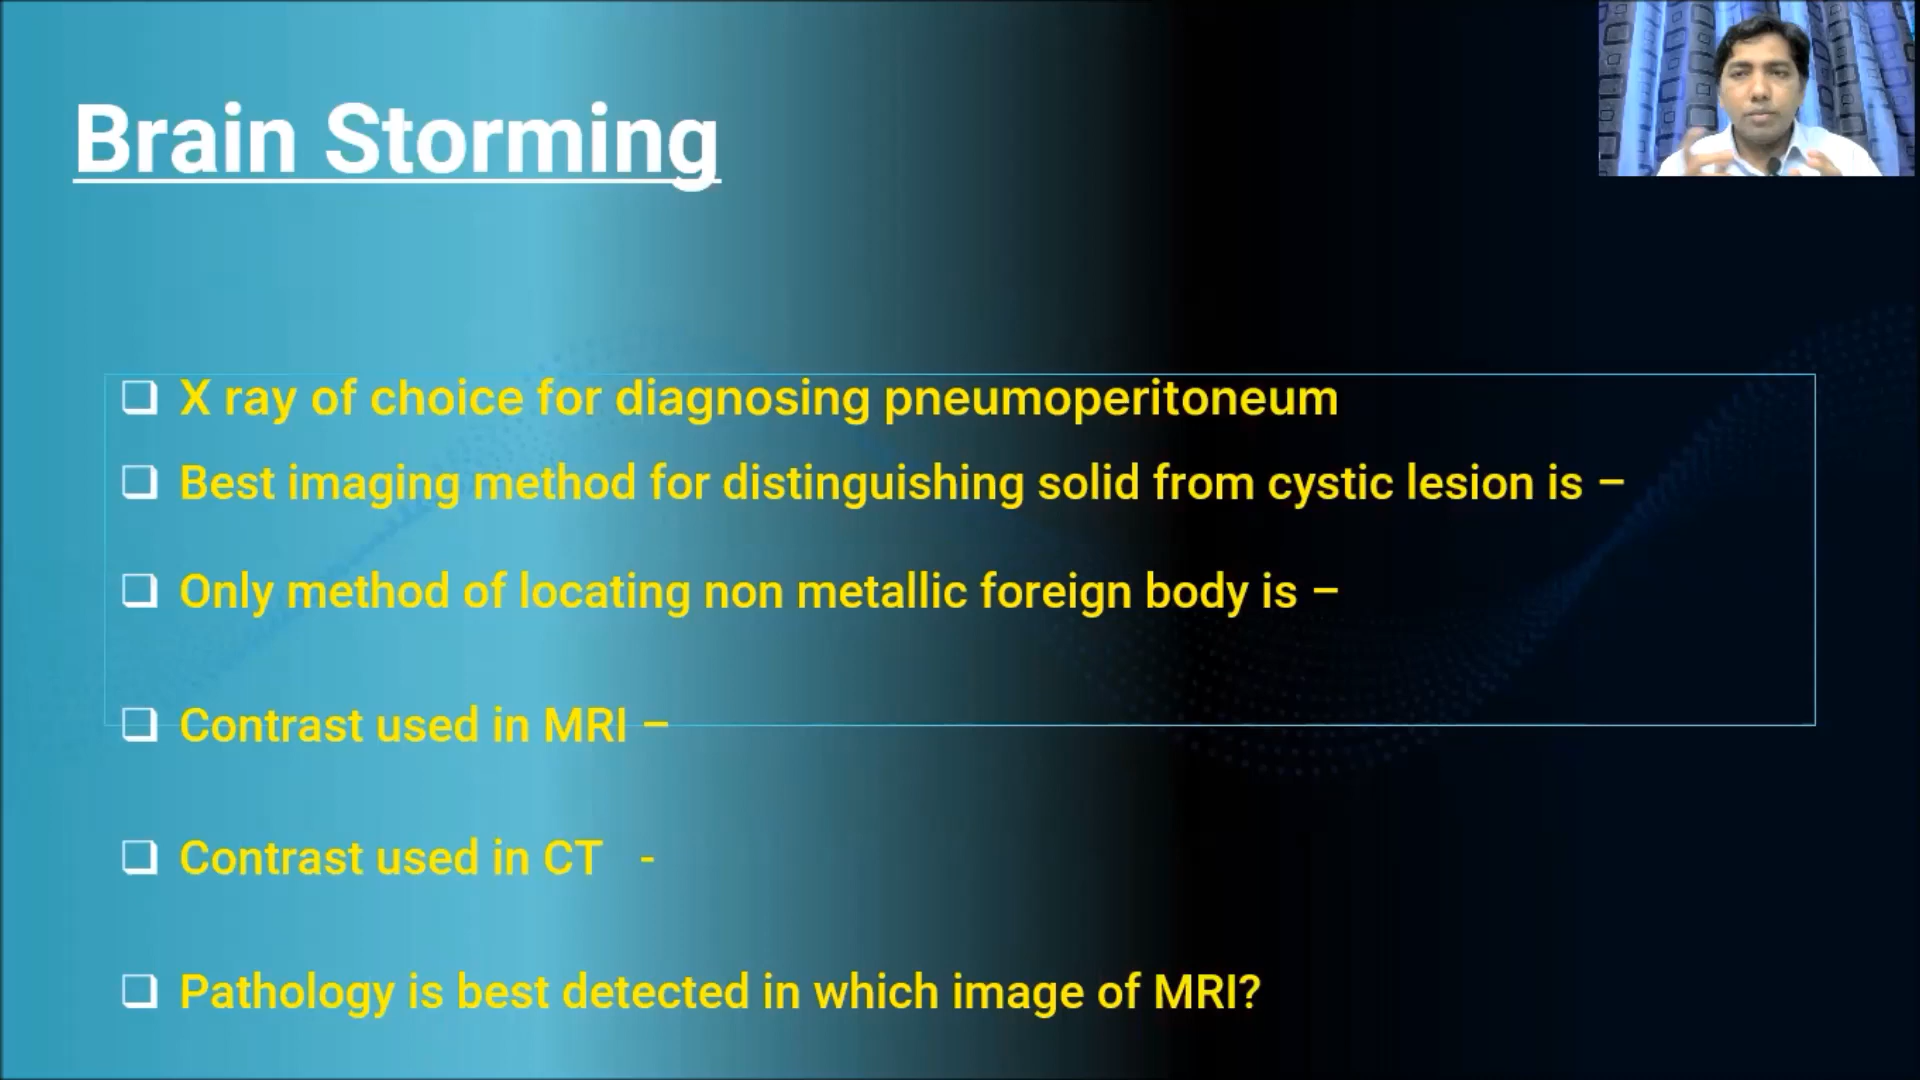 Brain Storming
X ray of choice for diagnosing pneumoperitoneum
Best imaging method for distinguishing solid from cystic lesion is –
Only method of locating non metallic foreign body is –
Contrast used in MRI –
Contrast used in CT -
Pathology is best detected in which image of MRI?